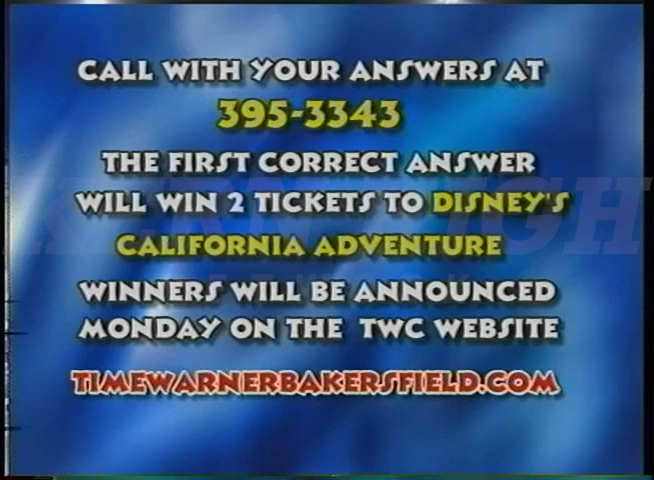 CALL WITH YOUR ANSWERS AT
395-3343
THE FIRST CORRECT ANSWER
WILL WIN 2 TICKETS TO DISNEY'S
CALIFORNIA ADVENTURE
WINNERS WILL BE ANNOUNCED
MONDAY ON THE TWC WEBSITE
TIMEWARNERBAKERSFIELD.COM